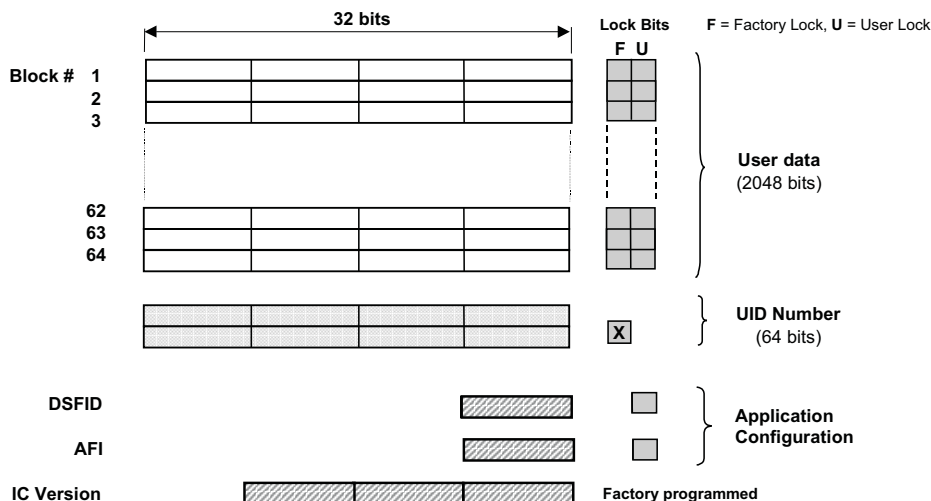 32 bits
Lock Bits
F = Factory Lock, U = User Lock
F U
Block # 1
2
3
User data
(2048 bits)
62
63
64
UID Number
(64 bits)
X
DSFID
Application
Configuration
AFI
IC Version
Factory programmed